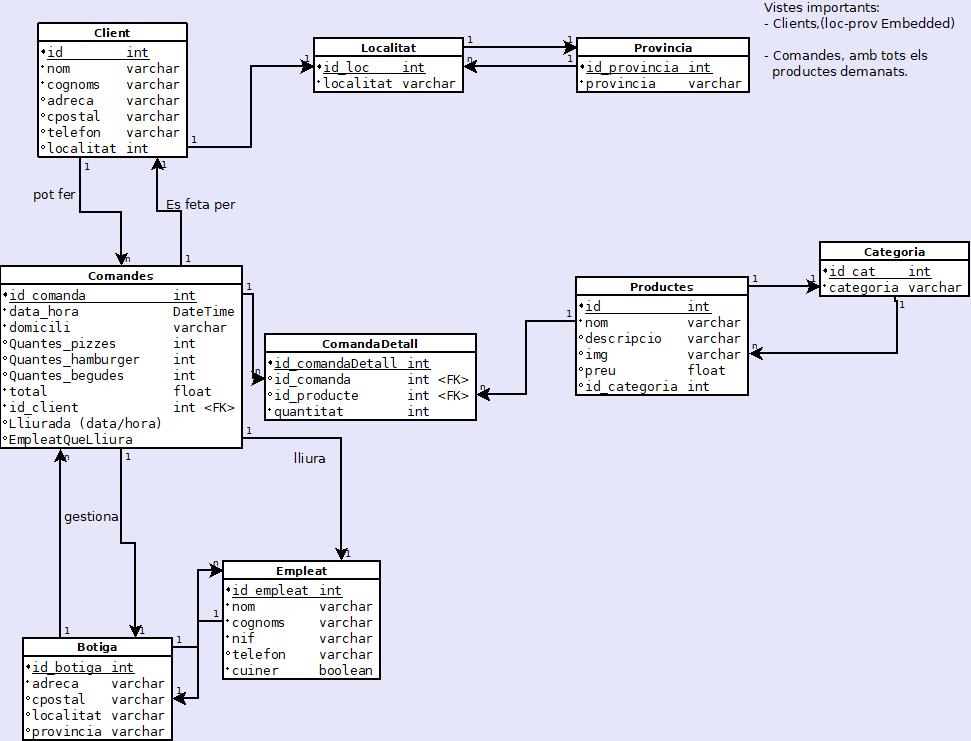 Vistes importants:
- Clients,(loc-prov Embedded)
- Comandes, amb tots els
productes demanats.
Client
id int
nom varchar
cognoms varchar
adreca varchar
cpostal varchar
telefon varchar
localitat int
1
1
Localitat
id_loc int
localitat varchar
1
1
n
1
Provincia
id_provincia int
provincia varchar
1
pot fer
n
1
Es feta per
1
Comandes
id_comanda int
data_hora DateTime
domicili varchar
Quantes_pizzes int
Quantes_hamburger int
Quantes_begudes int
total float
id_client int <FK>
Lliurada (data/hora)
EmpleatQueLliura
1
n
ComandaDetall
id_comandaDetall int
id_comanda int <FK>
id_producte int <FK>
quantitat int
n
1
Productes
id int
nom varchar
descripcio varchar
img varchar
preu float
id_categoria int
1
1
n
1
Categoria
id_cat int
categoria varchar
1
lliura
1
n
1
gestiona
1
1
Empleat
id_empleat int
nom varchar
cognoms varchar
nif varchar
telefon varchar
cuiner boolean
n
1
1
1
Botiga
id_botiga int
adreca varchar
cpostal varchar
localitat varchar
provincia varchar